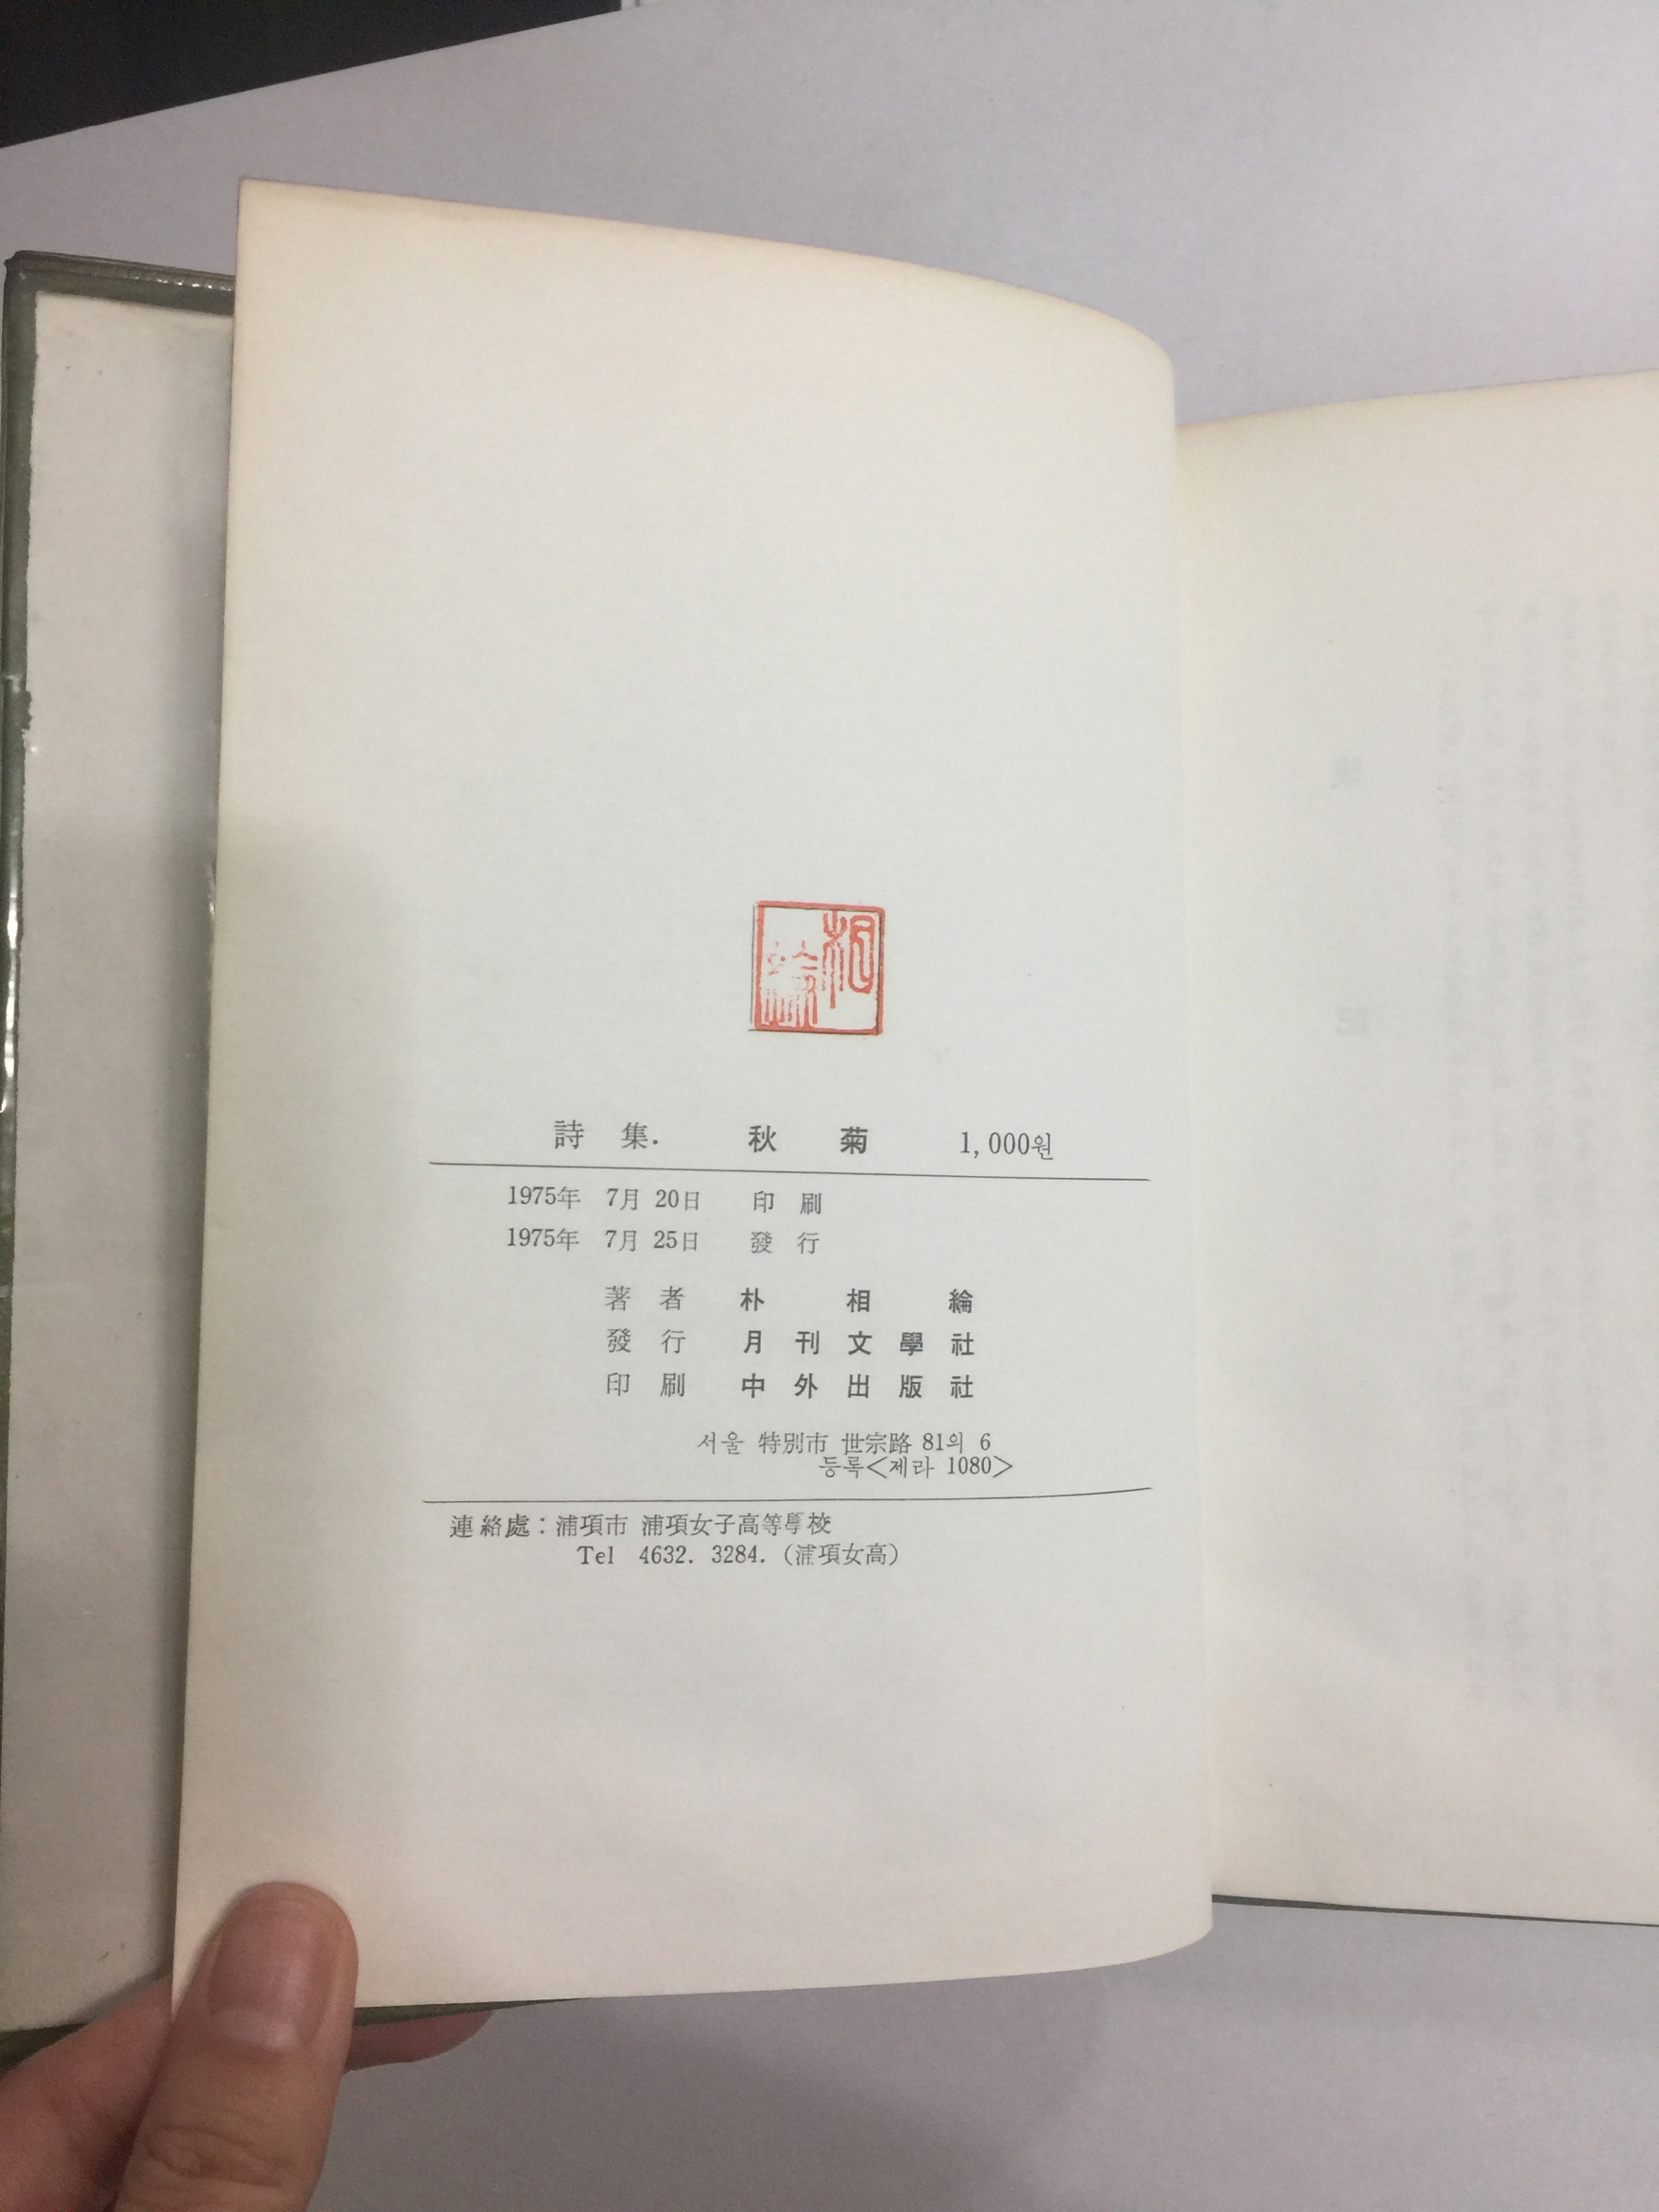 相綸
詩集. 秋菊 1,000원
1975年 7月 20日 印刷
1975年 7月 25日 發行
著者 朴相綸
發行 月刊文學社
印刷 中外出版社
서울 特別市 世宗路 81의 6
등록<제라 1080>
連絡處：浦項市 浦項女子高等學校
Tel 4632. 3284. (浦項女高)